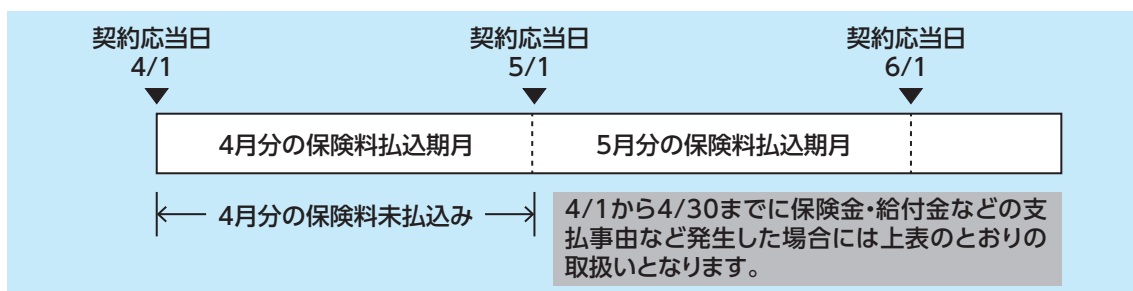 契約応当日
4/1
契約応当日
5/1
契約応当日
6/1
4月分の保険料払込期月
5月分の保険料払込期月
4月分の保険料未払込み
4/1から4/30までに保険金・給付金などの支
払事由など発生した場合には上表のとおりの
取扱いとなります。